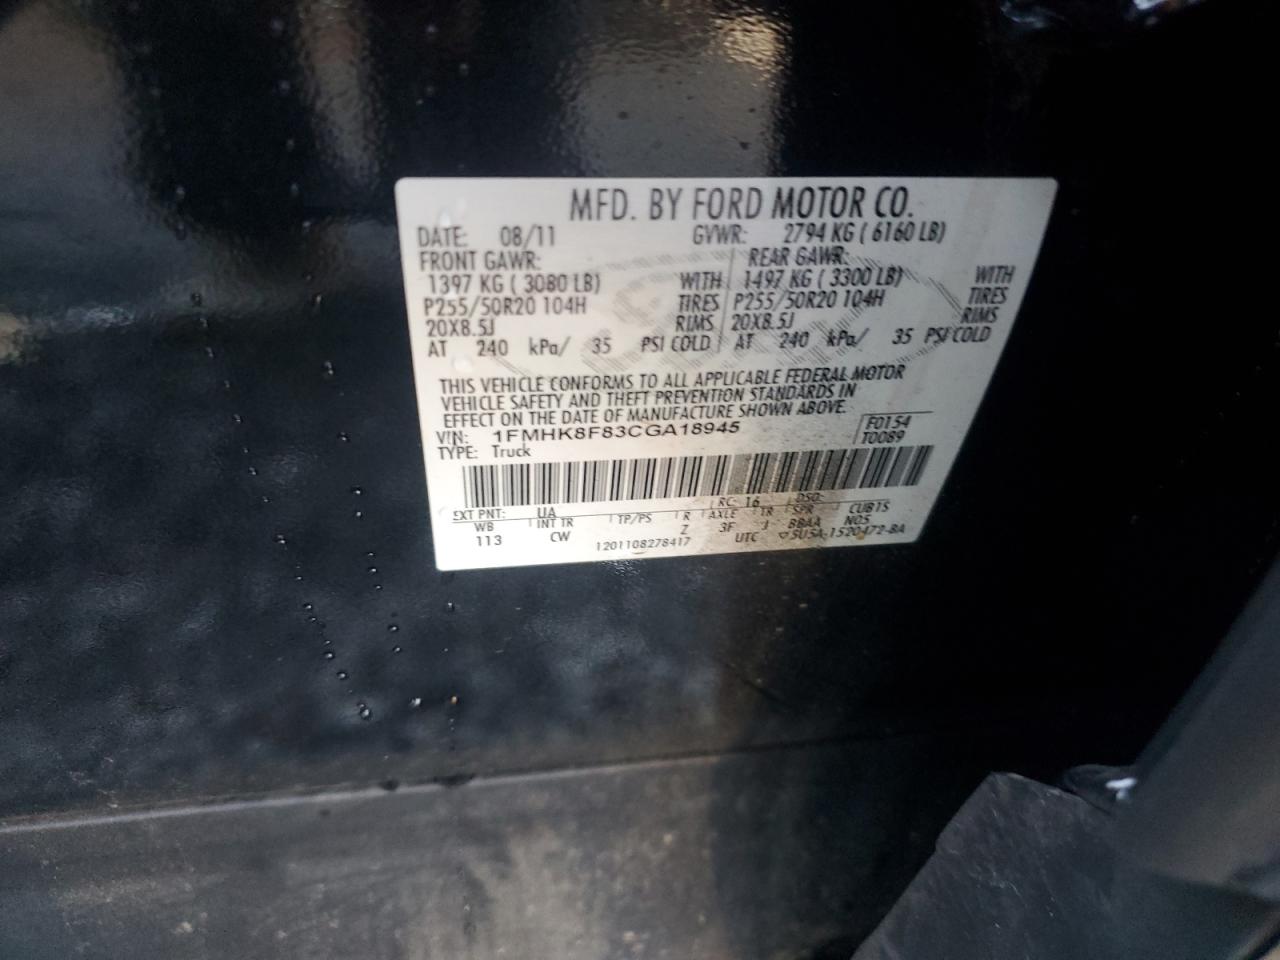 MFD. BY FORD MOTOR CO.
DATE: 08/11 GVWR: 2794 KG ( 6160 LB)
FRONT GAWR: REAR GAWR:
1397 KG ( 3080 LB) WITH 1497 KG ( 3300 LB) WITH
P255/50R20 104H TIRES P255/50R20 104H TIRES
20X8.5J RIMS 20X8.5J RIMS
AT 240 kPa/ 35 PSI COLD AT 240 kPa/ 35 PSI COLD
THIS VEHICLE CONFORMS TO ALL APPLICABLE FEDERAL MOTOR
VEHICLE SAFETY AND THEFT PREVENTION STANDARDS IN
EFFECT ON THE DATE OF MANUFACTURE SHOWN ABOVE.
VIN: 1FMHK8F83CGA18945 F0154
TYPE: Truck T0089
EXT PNT: UA RC: 16 DSO:
WB INT TR TP/PS R AXLE TR SPR CUB1S
113 CW Z 3F J BBAA NO5
1201108278417 UTC ▽5U5A-1520472-BA